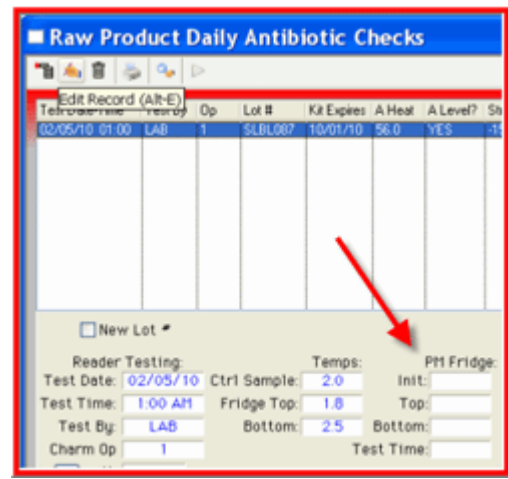 Raw Product Daily Antibiotic Checks
Edit Record (Alt-E)
Test Date-Time Test By Op Lot # Kit Expires A Heat A Level?
02/05/10 01:00 LAB 1 SLBL087 10/01/10 56.0 YES
New Lot #
Reader Testing: Temps: PM Fridge:
Test Date: 02/05/10 Ctrl Sample: 2.0 Init:
Test Time: 1:00 AM Fridge Top: 1.8 Top:
Test By: LAB Bottom: 2.5 Bottom:
Charm Op 1 Test Time: